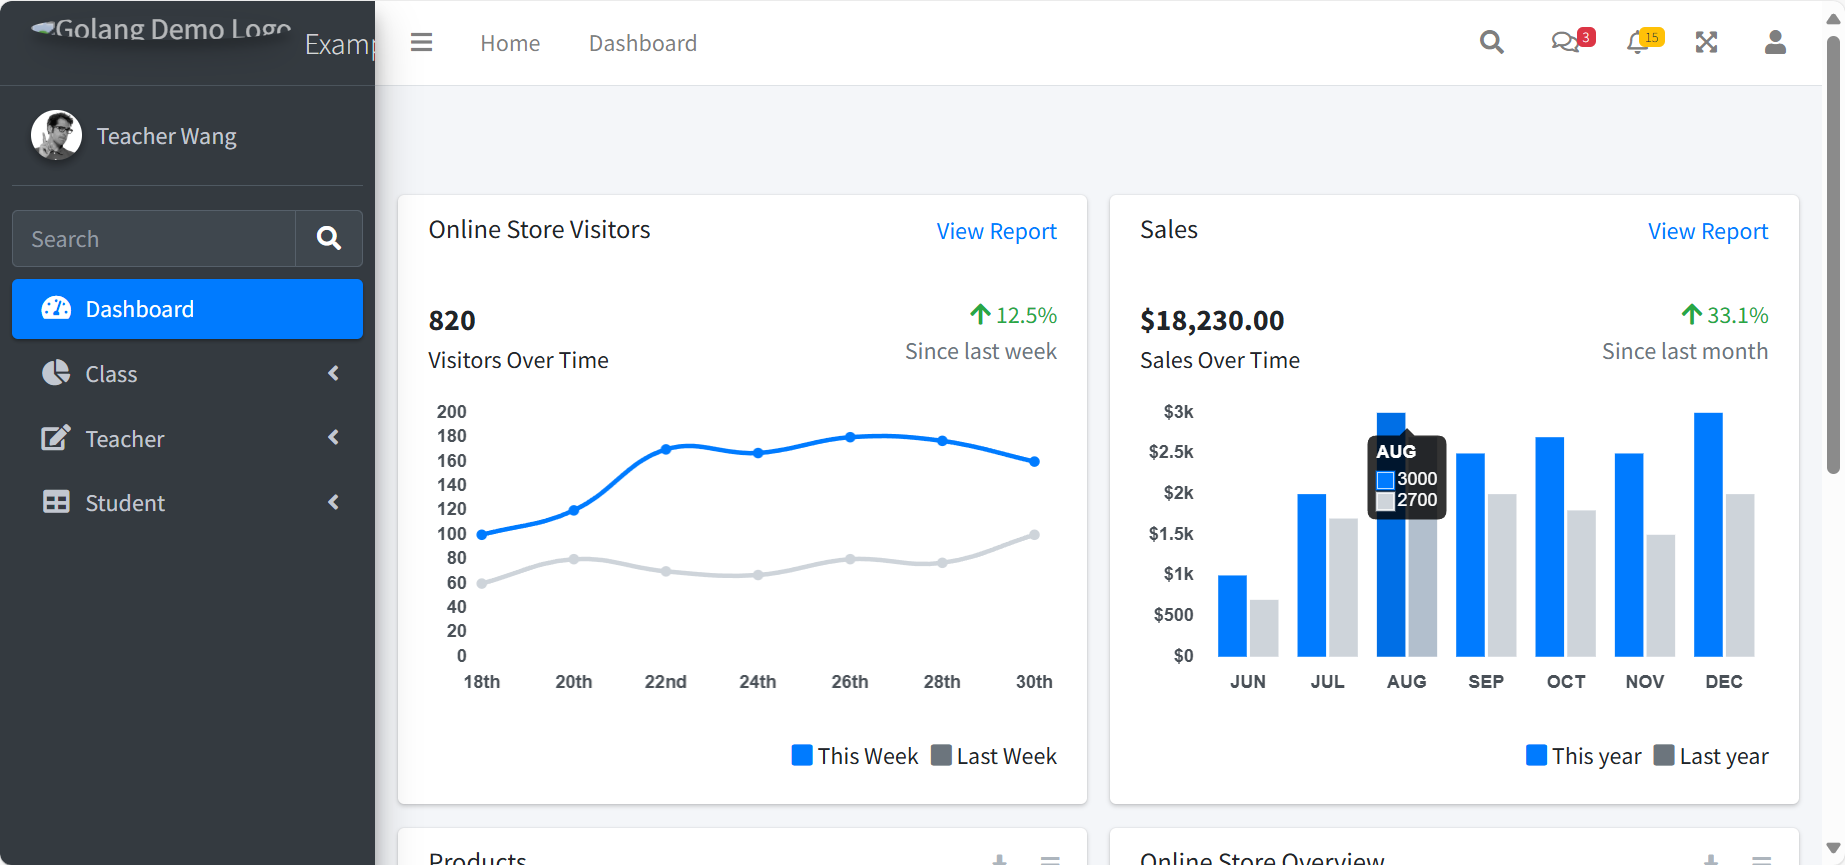 Golang Demo Logo
Examp
Home
Dashboard
3
15
Teacher Wang
Search
Dashboard
Class
Teacher
Student
Online Store Visitors
View Report
820
12.5%
Visitors Over Time
Since last week
200
180
160
140
120
100
80
60
40
20
0
18th 20th 22nd 24th 26th 28th 30th
This Week Last Week
Sales
View Report
$18,230.00
33.1%
Sales Over Time
Since last month
$3k
$2.5k
$2k
$1.5k
$1k
$500
$0
AUG
3000
2700
JUN JUL AUG SEP OCT NOV DEC
This year Last year
Products
Online Store Overview